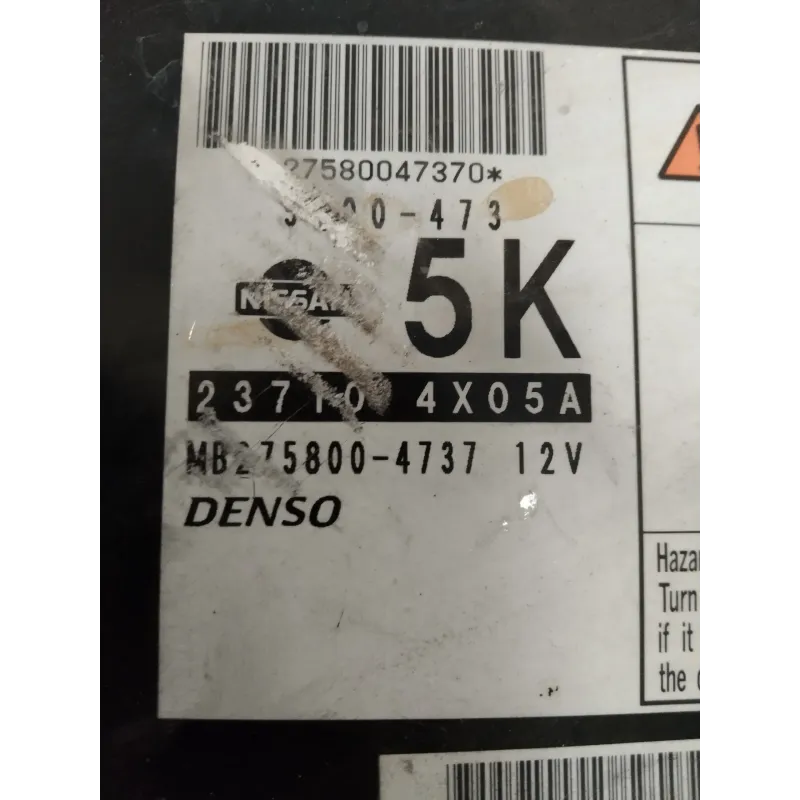 27580047370*
NISSAN
5K
23710 4X05A
MB275800-4737 12V
DENSO
Hazar
Turn
if it
the